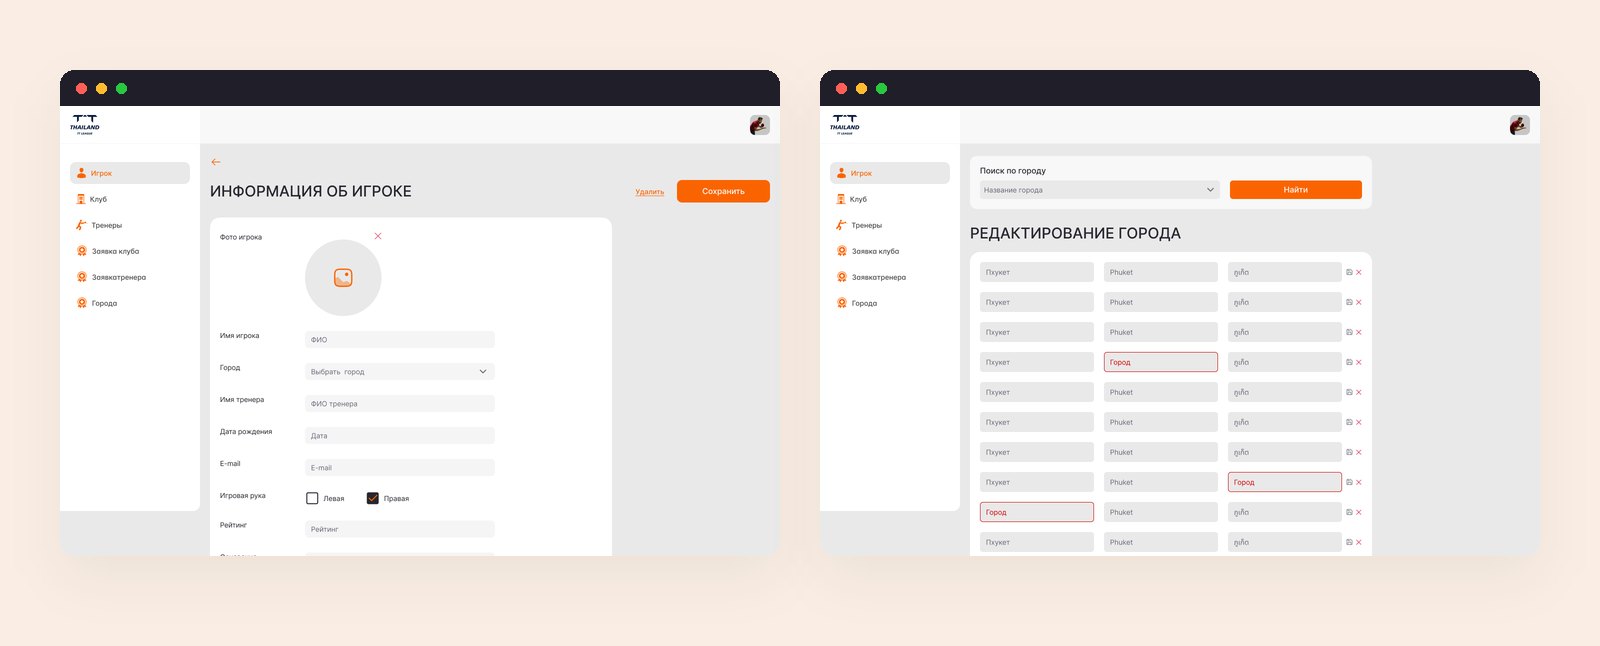 THAILAND
TT LEAGUE
Игрок
Клуб
Тренеры
Заявка клуба
Заявкатренера
Города
ИНФОРМАЦИЯ ОБ ИГРОКЕ
Удалить
Сохранить
Фото игрока
Имя игрока
ФИО
Город
Выбрать город
Имя тренера
ФИО тренера
Дата рождения
Дата
E-mail
E-mail
Игровая рука
Левая
Правая
Рейтинг
Рейтинг
THAILAND
TT LEAGUE
Игрок
Клуб
Тренеры
Заявка клуба
Заявкатренера
Города
Поиск по городу
Название города
Найти
РЕДАКТИРОВАНИЕ ГОРОДА
Пхукет Phuket ภูเก็ต
Пхукет Phuket ภูเก็ต
Пхукет Phuket ภูเก็ต
Пхукет Город ภูเก็ต
Пхукет Phuket ภูเก็ต
Пхукет Phuket ภูเก็ต
Пхукет Phuket ภูเก็ต
Пхукет Phuket Город
Город Phuket ภูเก็ต
Пхукет Phuket ภูเก็ต